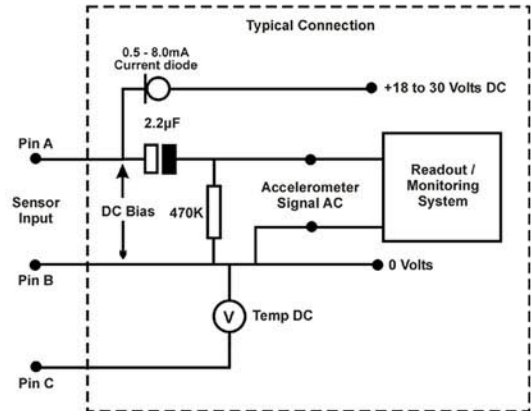 Typical Connection
0.5 - 8.0mA
Current diode
+18 to 30 Volts DC
2.2µF
Pin A
Readout /
Monitoring
System
Accelerometer
Signal AC
Sensor
Input
DC Bias
470K
0 Volts
Pin B
V
Temp DC
Pin C